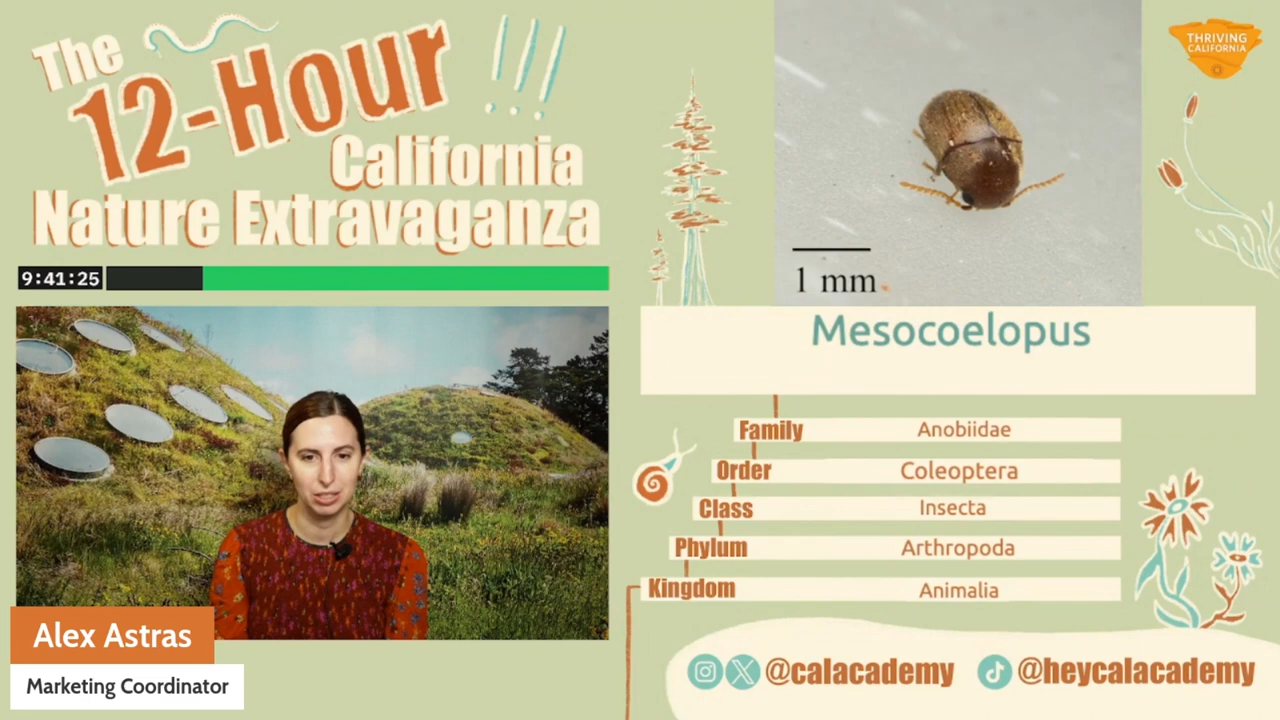 The
12-Hour
!!!
California
Nature Extravaganza
9:41:25
Alex Astras
Marketing Coordinator
THRIVING
CALIFORNIA
1 mm
Mesocoelopus
Family Anobiidae
Order Coleoptera
Class Insecta
Phylum Arthropoda
Kingdom Animalia
@calacademy @heycalacademy